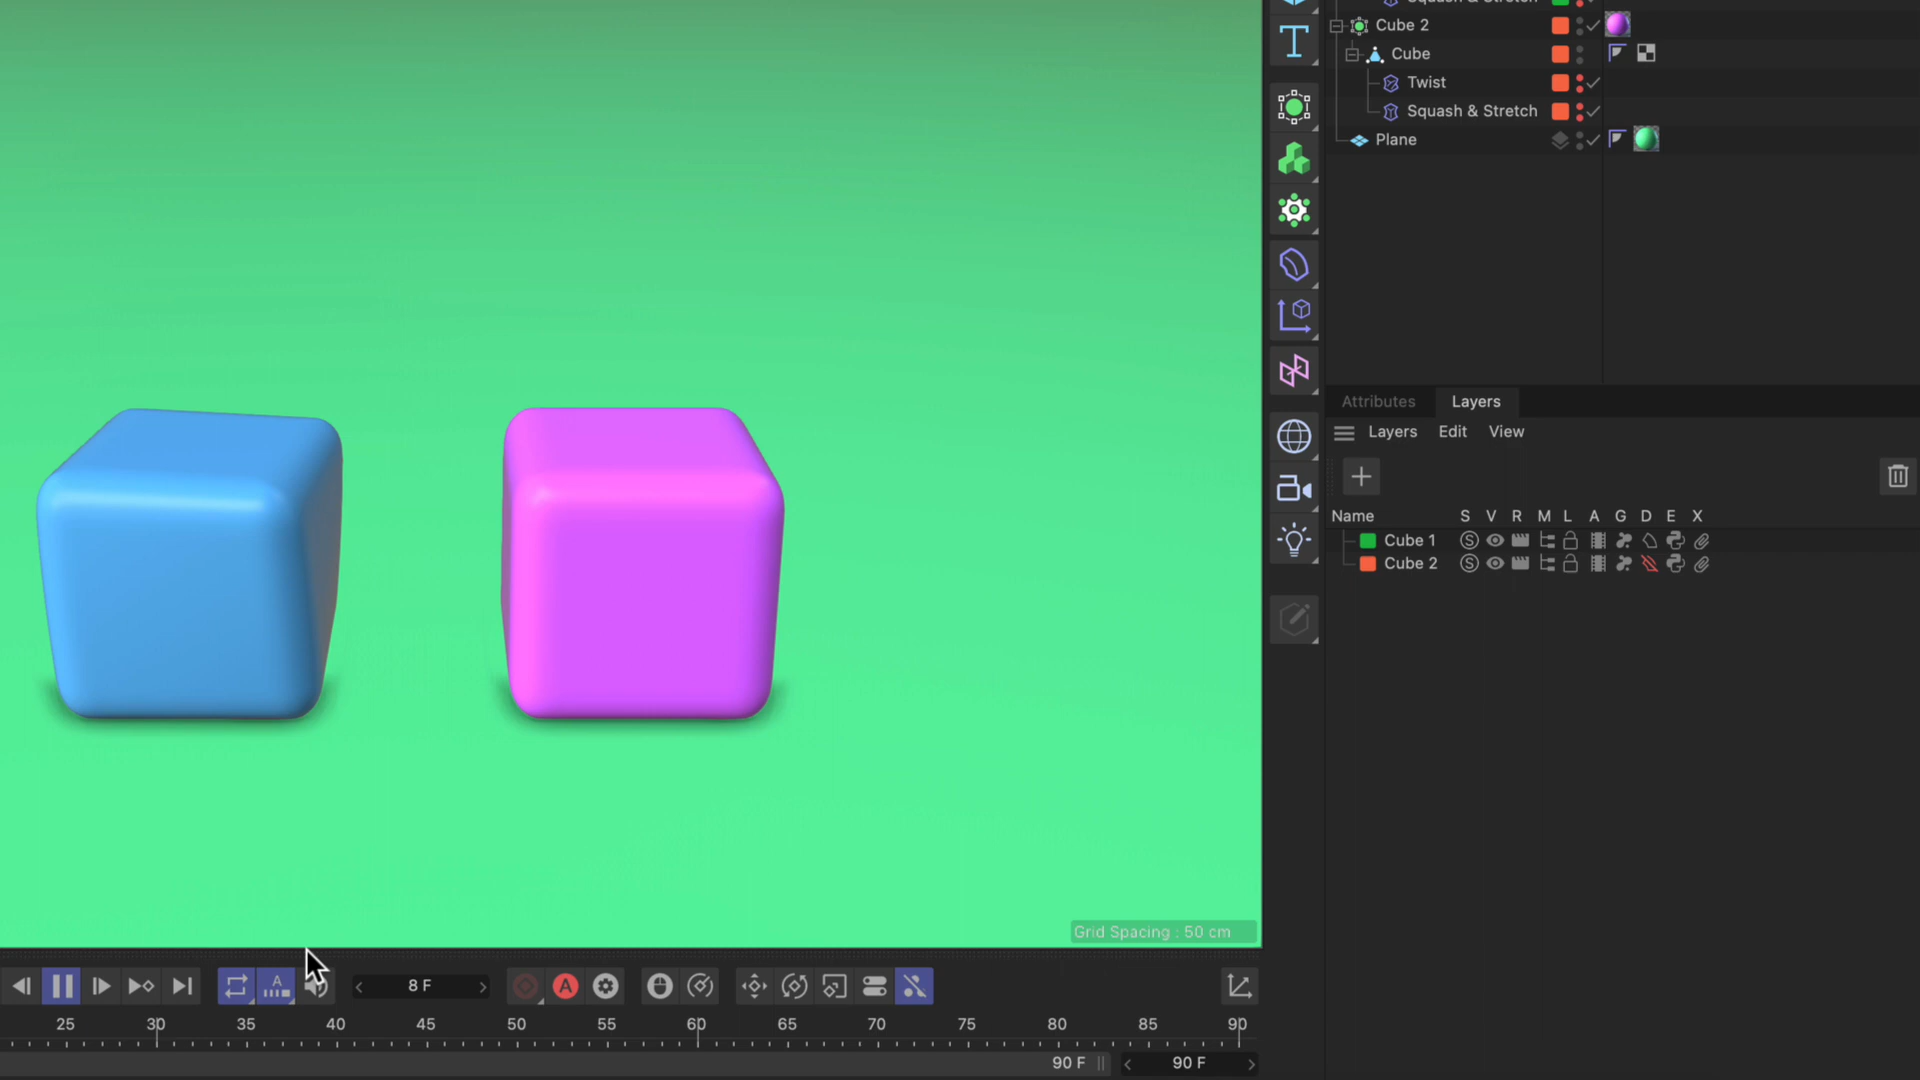 Squash & Stretch
Cube 2
Cube
Twist
Squash & Stretch
Plane
Attributes Layers
Layers Edit View
Name S V R M L A G D E X
Cube 1
Cube 2
Grid Spacing : 50 cm
8 F
25 30 35 40 45 50 55 60 65 70 75 80 85 90
90 F 90 F